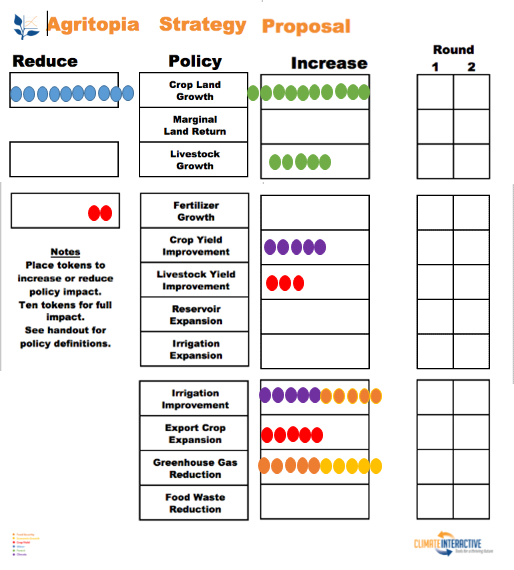 Agritopia Strategy Proposal
Round
Reduce Policy Increase 1 2
Crop Land
Growth
Marginal
Land Return
Livestock
Growth
Fertilizer
Growth
Crop Yield
Improvement
Livestock Yield
Improvement
Reservoir
Expansion
Irrigation
Expansion
Notes
Place tokens to
increase or reduce
policy impact.
Ten tokens for full
impact.
See handout for
policy definitions.
Irrigation
Improvement
Export Crop
Expansion
Greenhouse Gas
Reduction
Food Waste
Reduction
CLIMATE INTERACTIVE